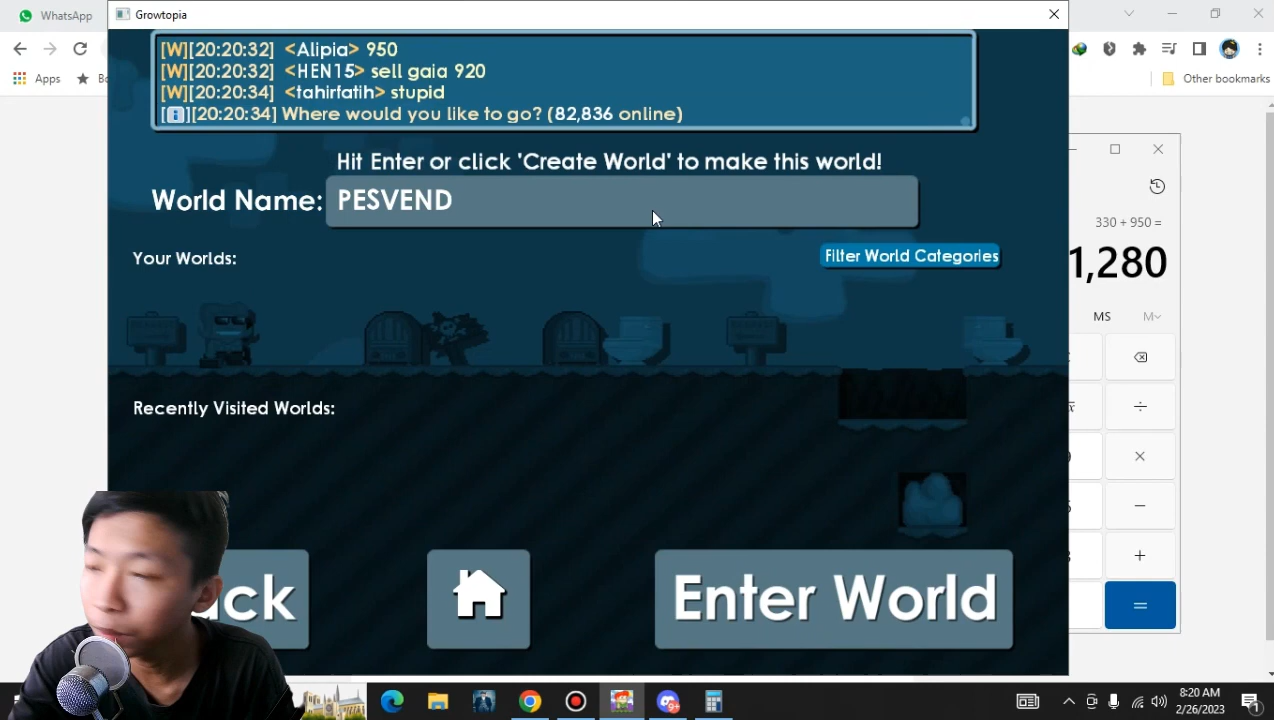 WhatsApp
Growtopia
Apps
Other bookmarks
[W][20:20:32] <Alipia> 950
[W][20:20:32] <HEN15> sell gaia 920
[W][20:20:34] <tahirfatih> stupid
[i][20:20:34] Where would you like to go? (82,836 online)
Hit Enter or click 'Create World' to make this world!
World Name: PESVEND
Your Worlds:
Filter World Categories
330 + 950 =
1,280
MS
M
Recently Visited Worlds:
ack
Enter World
8:20 AM
2/26/2023